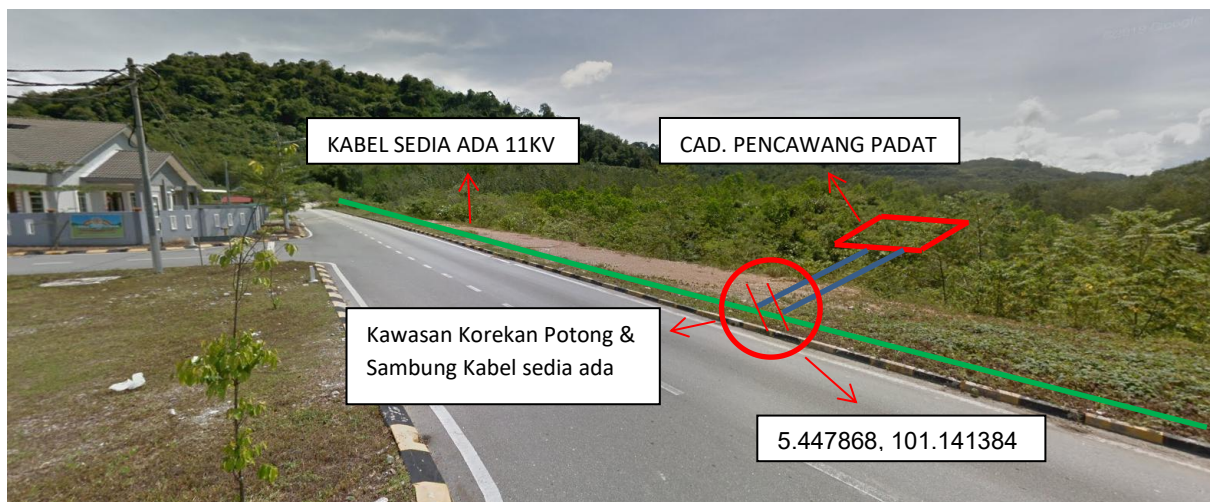 KABEL SEDIA ADA 11KV
CAD. PENCAWANG PADAT
Kawasan Korekan Potong &
Sambung Kabel sedia ada
5.447868, 101.141384